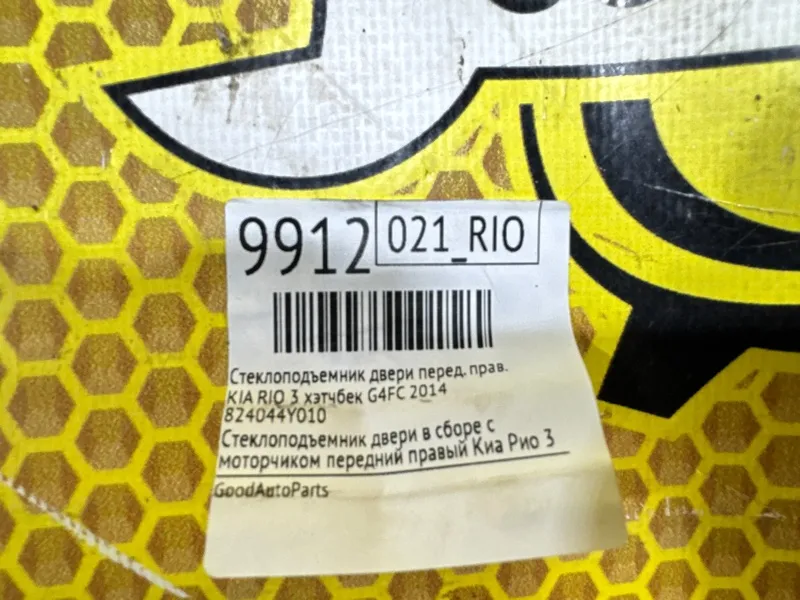 9912 021_RIO
Стеклоподъемник двери перед. прав.
KIA RIO 3 хэтчбек G4FC 2014
824044Y010
Стеклоподъемник двери в сборе с
моторчиком передний правый Киа Рио 3
GoodAutoParts